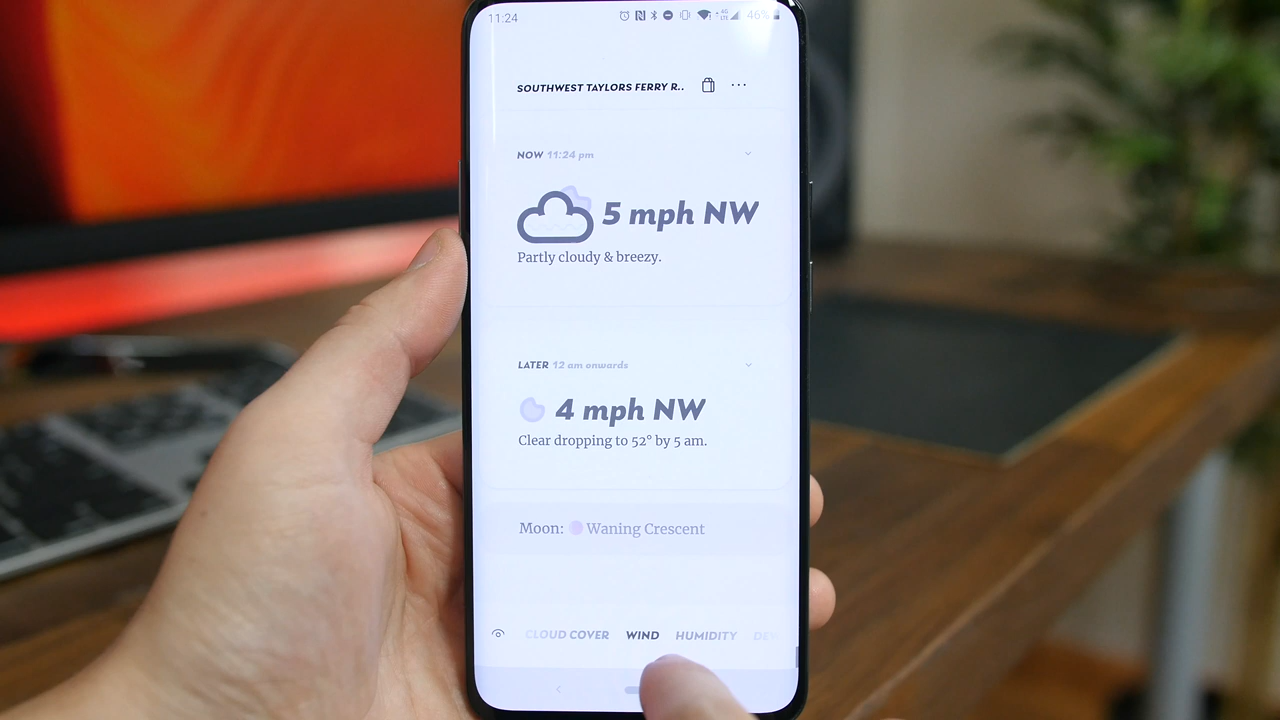 11:24 46%
SOUTHWEST TAYLORS FERRY R..
NOW 11:24 pm
5 mph NW
Partly cloudy & breezy.
LATER 12 am onwards
4 mph NW
Clear dropping to 52° by 5 am.
Moon: Waning Crescent
CLOUD COVER WIND HUMIDITY DEW